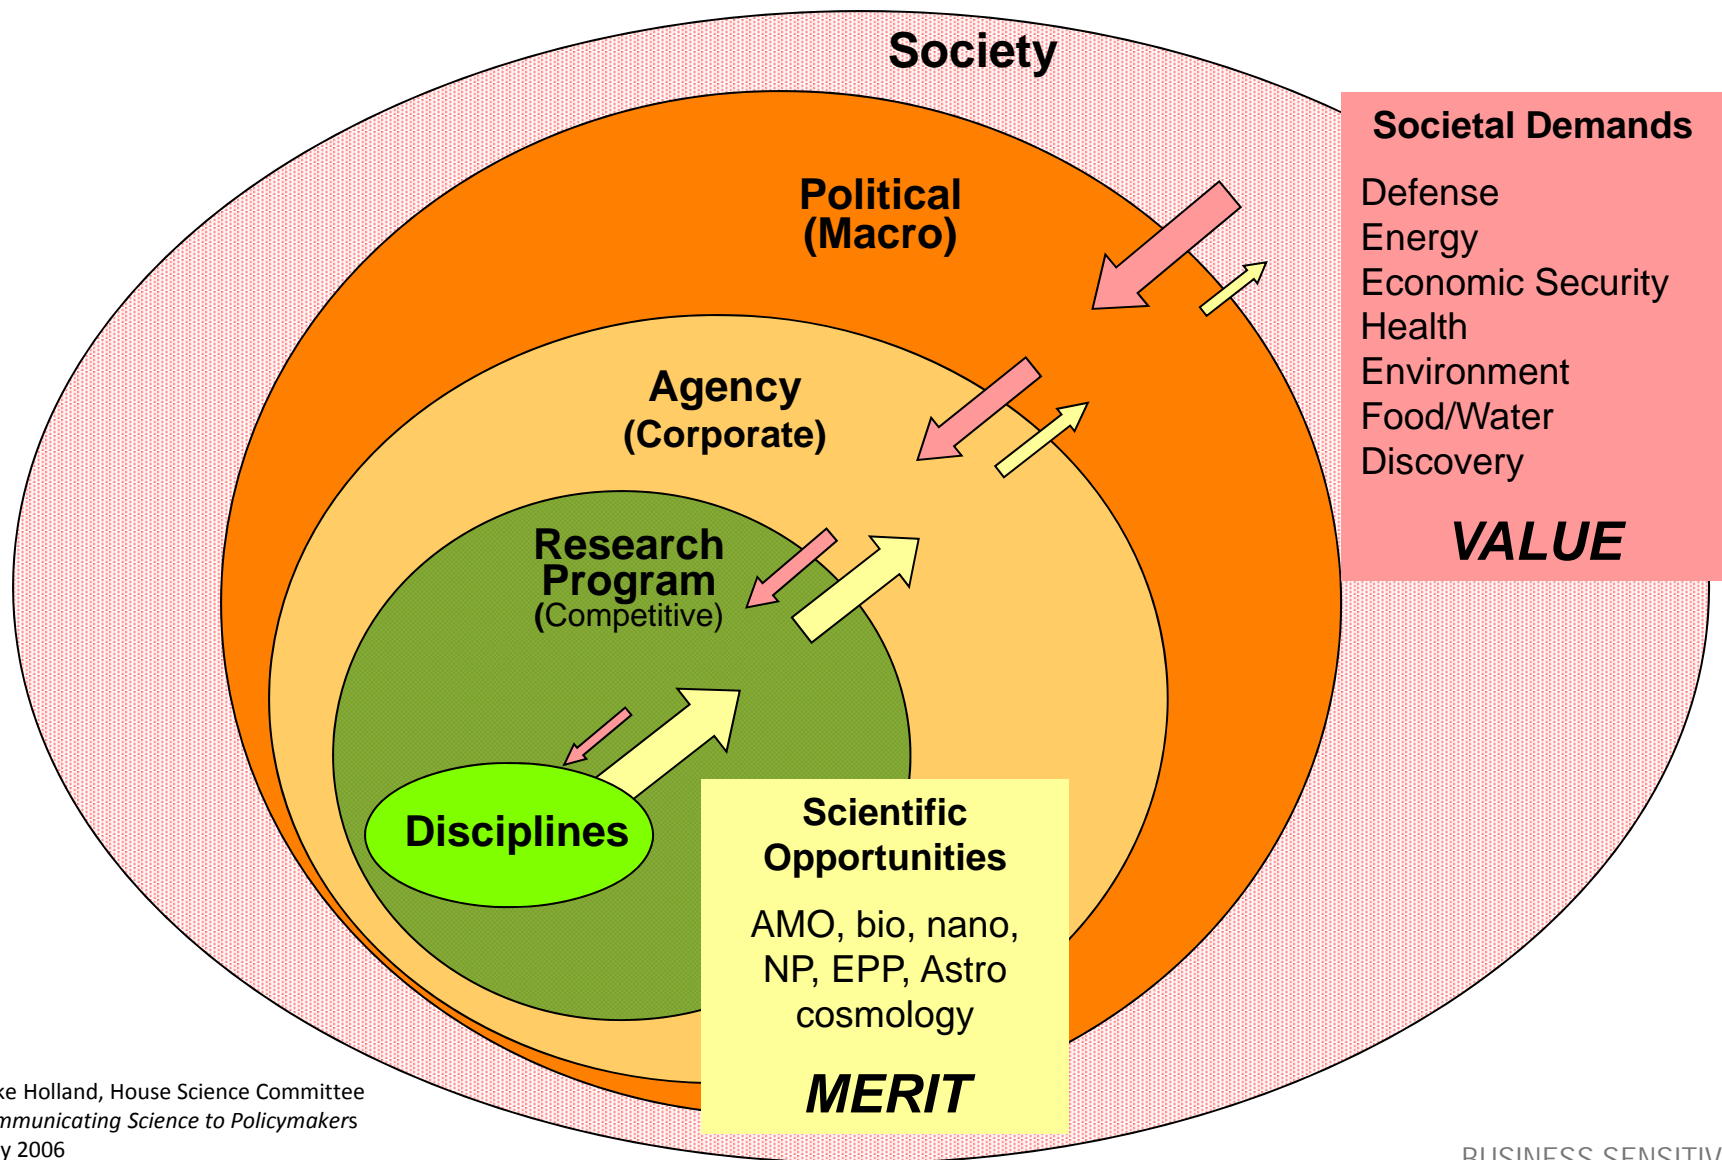 Society
Societal Demands
Defense
Energy
Economic Security
Health
Environment
Food/Water
Discovery
VALUE
Political
(Macro)
Agency
(Corporate)
Research
Program
(Competitive)
Disciplines
Scientific
Opportunities
AMO, bio, nano,
NP, EPP, Astro
cosmology
MERIT
ke Holland, House Science Committee
mmunicating Science to Policymakers
y 2006
BUSINESS SENSITIV